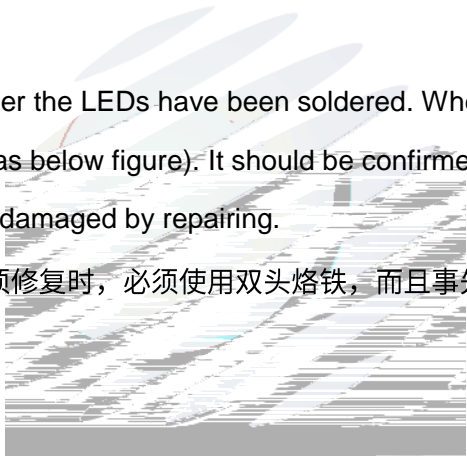 er the LEDs have been soldered. Whe
as below figure). It should be confirme
damaged by repairing.
须修复时，必须使用双头烙铁，而且事先